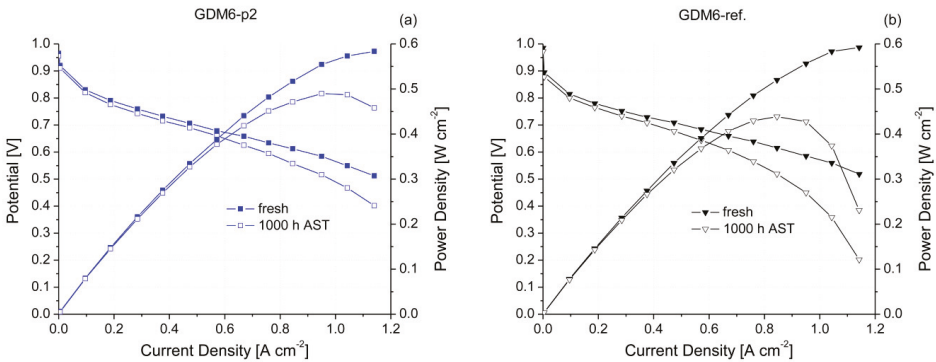 GDM6-p2
(a)
1.0
0.9
0.8
0.7
0.6
0.5
0.4
0.3
0.2
0.1
0.0
Potential [V]
0.6
0.5
0.4
0.3
0.2
0.1
0.0
Power Density [W cm-2]
fresh
1000 h AST
0.0 0.2 0.4 0.6 0.8 1.0 1.2
Current Density [A cm-2]
GDM6-ref.
(b)
1.0
0.9
0.8
0.7
0.6
0.5
0.4
0.3
0.2
0.1
0.0
Potential [V]
0.6
0.5
0.4
0.3
0.2
0.1
0.0
Power Density [W cm-2]
fresh
1000 h AST
0.0 0.2 0.4 0.6 0.8 1.0 1.2
Current Density [A cm-2]